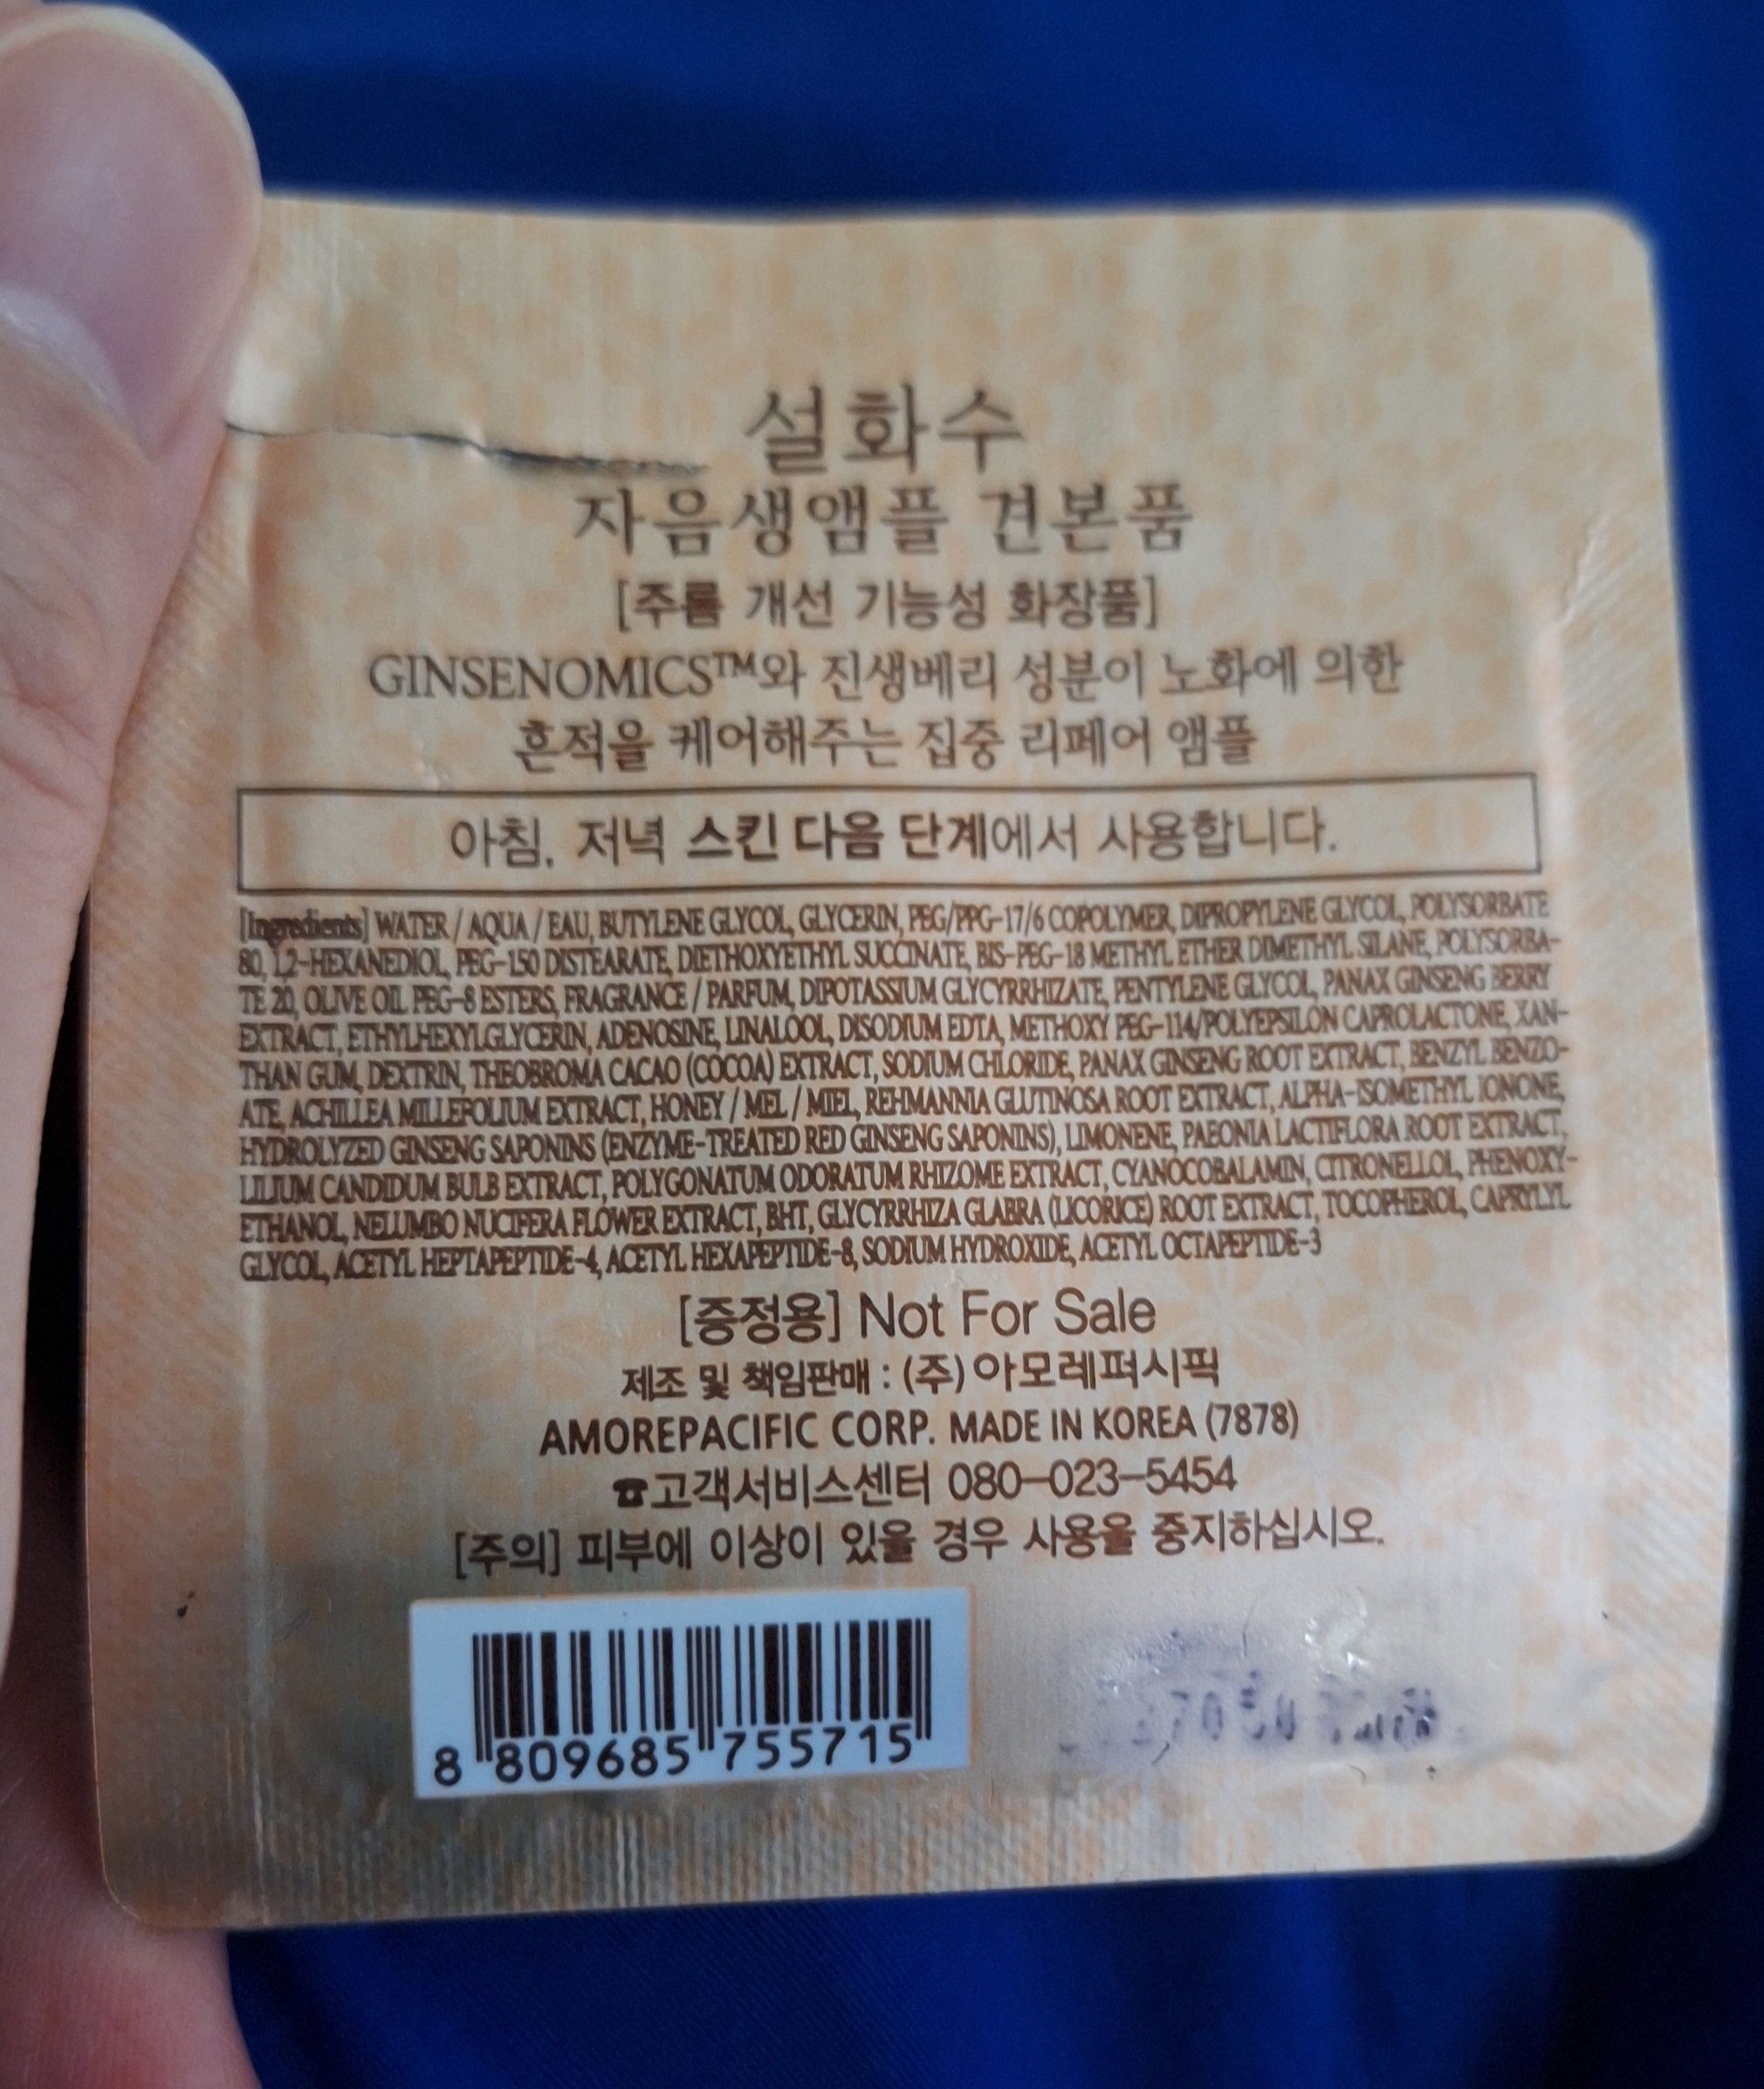 설화수
자음생앰플 견본품
[주름 개선 기능성 화장품]
GINSENOMICS™와 진생베리 성분이 노화에 의한
흔적을 케어해주는 집중 리페어 앰플
아침, 저녁 스킨 다음 단계에서 사용합니다.
[Ingredients] WATER / AQUA / EAU, BUTYLENE GLYCOL, GLYCERIN, PEG/PPG-17/6 COPOLYMER, DIPROPYLENE GLYCOL, POLYSORBATE
80, 1,2-HEXANEDIOL, PEG-150 DISTEARATE, DIETHOXYETHYL SUCCINATE, BIS-PEG-18 METHYL ETHER DIMETHYL SILANE, POLYSORBA-
TE 20, OLIVE OIL PEG-8 ESTERS, FRAGRANCE / PARFUM, DIPOTASSIUM GLYCYRRHIZATE, PENTYLENE GLYCOL, PANAX GINSENG BERRY
EXTRACT, ETHYLHEXYLGLYCERIN, ADENOSINE, LINALOOL, DISODIUM EDTA, METHOXY PEG-114/POLYEPSILON CAPROLACTONE, XAN-
THAN GUM, DEXTRIN, THEOBROMA CACAO (COCOA) EXTRACT, SODIUM CHLORIDE, PANAX GINSENG ROOT EXTRACT, BENZYL BENZO-
ATE, ACHILLEA MILLEFOLIUM EXTRACT, HONEY / MEL / MIEL, REHMANNIA GLUTINOSA ROOT EXTRACT, ALPHA-ISOMETHYL IONONE,
HYDROLYZED GINSENG SAPONINS (ENZYME-TREATED RED GINSENG SAPONINS), LIMONENE, PAEONIA LACTIFLORA ROOT EXTRACT,
LILIUM CANDIDUM BULB EXTRACT, POLYGONATUM ODORATUM RHIZOME EXTRACT, CYANOCOBALAMIN, CITRONELLOL, PHENOXY-
ETHANOL, NELUMBO NUCIFERA FLOWER EXTRACT, BHT, GLYCYRRHIZA GLABRA (LICORICE) ROOT EXTRACT, TOCOPHEROL, CAPRYLYL
GLYCOL, ACETYL HEPTAPEPTIDE-4, ACETYL HEXAPEPTIDE-8, SODIUM HYDROXIDE, ACETYL OCTAPEPTIDE-3
[증정용] Not For Sale
제조 및 책임판매 : (주)아모레퍼시픽
AMOREPACIFIC CORP. MADE IN KOREA (7878)
☎고객서비스센터 080-023-5454
[주의] 피부에 이상이 있을 경우 사용을 중지하십시오.
8 809685 755715